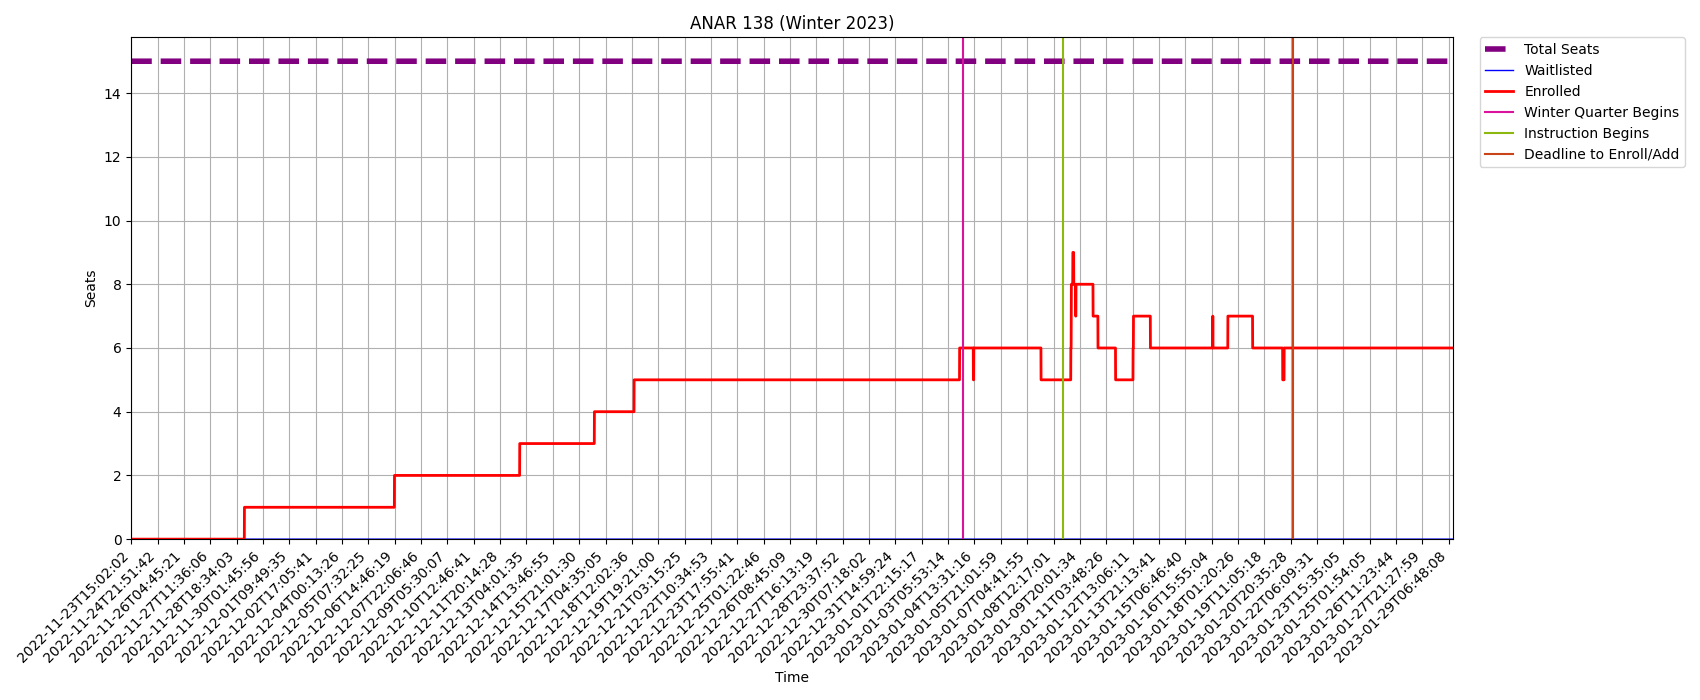 ANAR 138 (Winter 2023)
Total Seats
Waitlisted
Enrolled
Winter Quarter Begins
Instruction Begins
Deadline to Enroll/Add
Seats
14
12
10
8
6
4
2
0
2022-11-23T15:02:02
2022-11-24T21:51:42
2022-11-26T04:45:21
2022-11-27T11:36:06
2022-11-28T18:34:03
2022-11-30T01:45:56
2022-12-01T09:49:35
2022-12-02T17:05:41
2022-12-04T00:13:26
2022-12-05T07:32:25
2022-12-06T14:46:19
2022-12-07T22:06:46
2022-12-09T05:30:07
2022-12-10T12:46:41
2022-12-11T20:14:28
2022-12-13T04:01:35
2022-12-14T13:46:55
2022-12-15T21:01:30
2022-12-17T04:35:05
2022-12-18T12:02:36
2022-12-19T19:21:00
2022-12-21T03:15:25
2022-12-22T10:34:53
2022-12-23T17:55:41
2022-12-25T01:22:46
2022-12-26T08:45:09
2022-12-27T16:13:19
2022-12-28T23:37:52
2022-12-30T07:18:02
2022-12-31T14:59:24
2023-01-01T22:15:17
2023-01-03T05:53:14
2023-01-04T13:31:16
2023-01-05T21:01:59
2023-01-07T04:41:55
2023-01-08T12:17:01
2023-01-09T20:01:34
2023-01-11T03:48:26
2023-01-12T13:06:11
2023-01-13T21:13:41
2023-01-15T06:46:40
2023-01-16T15:55:04
2023-01-18T01:20:26
2023-01-19T11:05:18
2023-01-20T20:35:28
2023-01-22T06:09:31
2023-01-23T15:35:05
2023-01-25T01:54:05
2023-01-26T11:23:44
2023-01-27T21:27:59
2023-01-29T06:48:08
Time